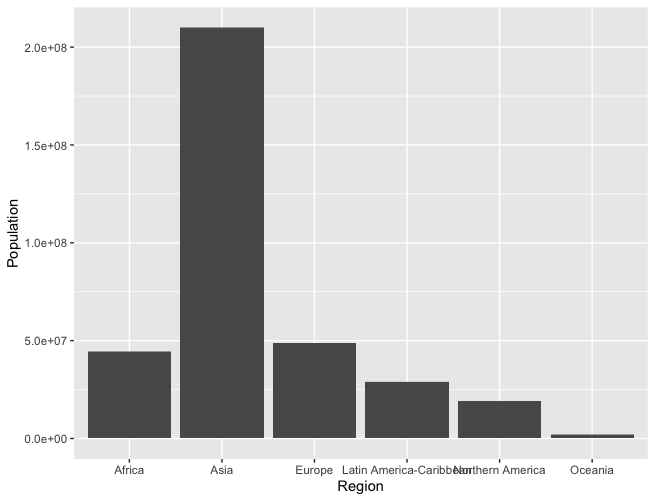 Population
2.0e+08
1.5e+08
1.0e+08
5.0e+07
0.0e+00
Africa Asia Europe Latin America-Caribbean Northern America Oceania
Region